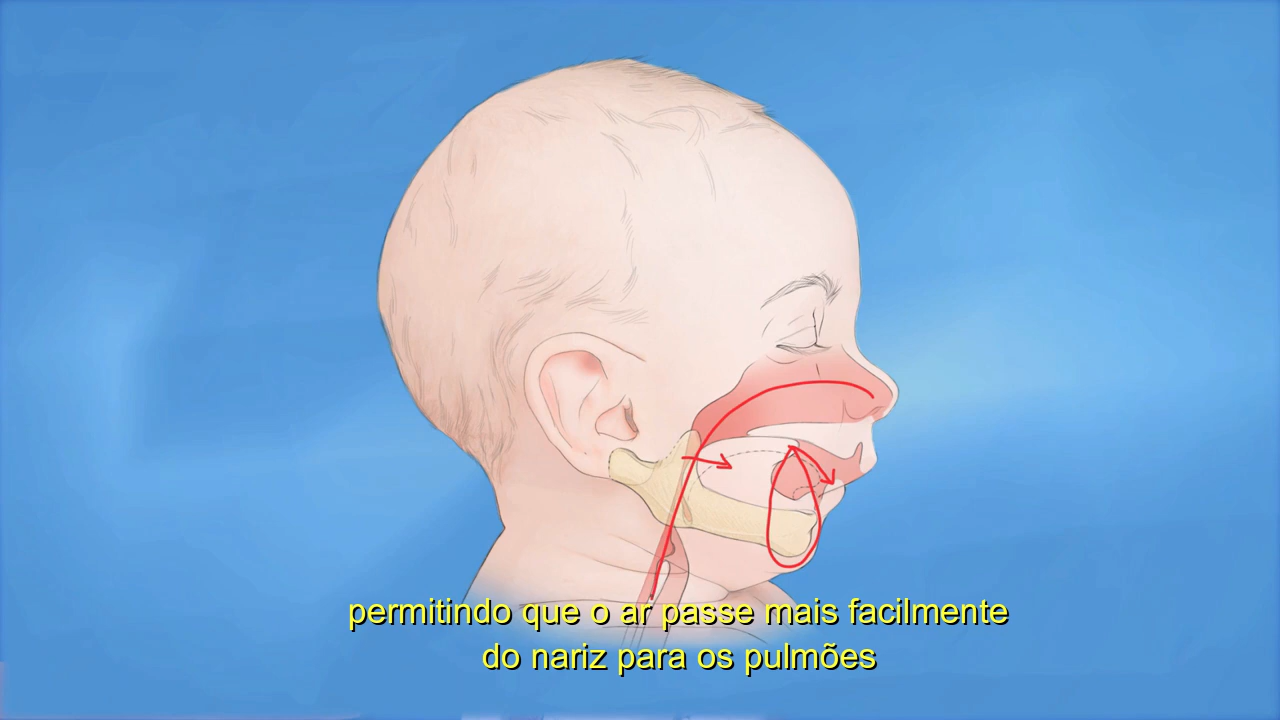 permitindo que o ar passe mais facilmente
do nariz para os pulmões